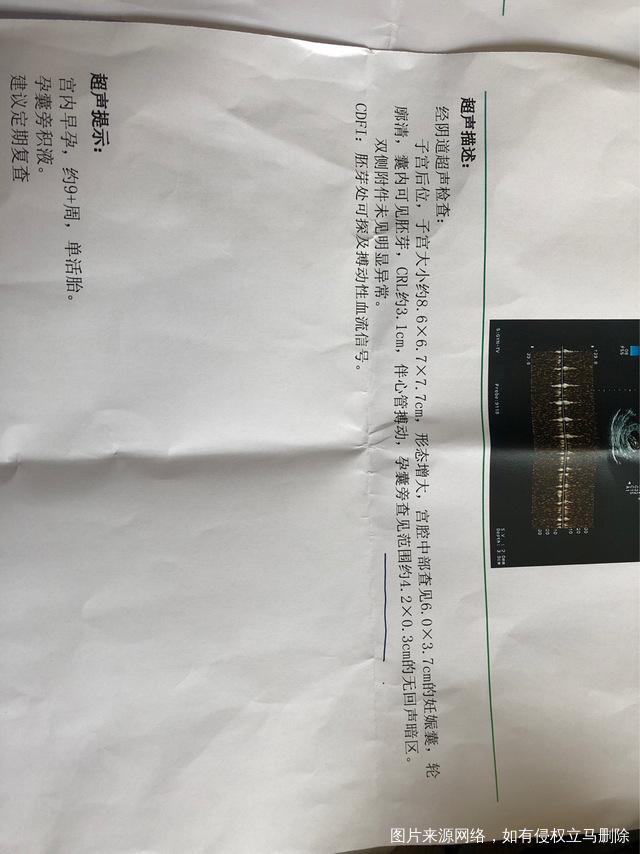 超声描述：
经阴道超声检查：
子宫后位，子宫大小约8.6×6.7×7.7cm，形态增大，宫腔中部查见6.0×3.7cm的妊娠囊，轮
廓清，囊内可见胚芽，CRL约3.1cm，伴心管搏动，孕囊旁查见范围约4.2×0.3cm的无回声暗区。
双侧附件未见明显异常。
CDFI：胚芽处可探及搏动性血流信号。
超声提示：
宫内早孕，约9+周，单活胎。
孕囊旁积液。
建议定期复查
图片来源网络，如有侵权立马删除